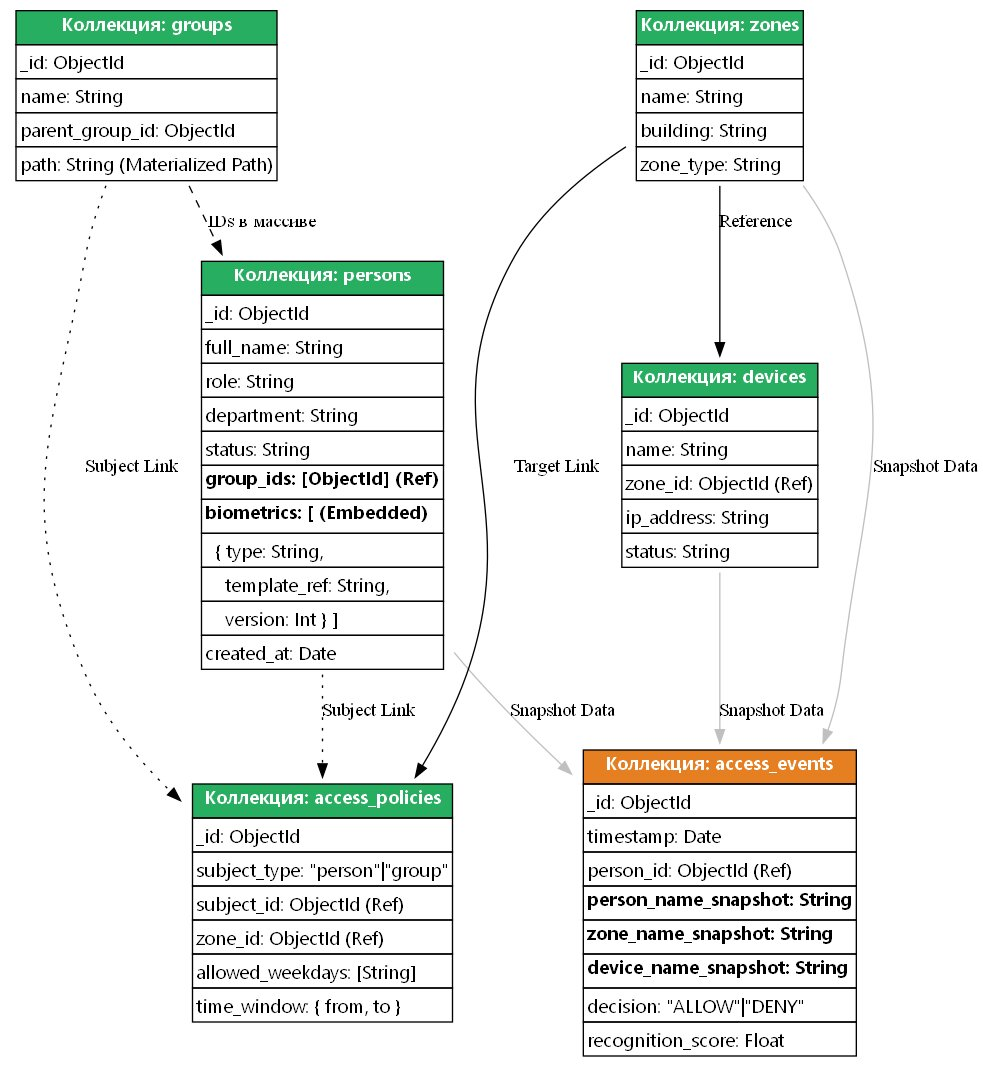 Коллекция: groups
_id: ObjectId
name: String
parent_group_id: ObjectId
path: String (Materialized Path)
Коллекция: zones
_id: ObjectId
name: String
building: String
zone_type: String
IDs в массиве
Reference
Коллекция: persons
_id: ObjectId
full_name: String
role: String
department: String
status: String
group_ids: [ObjectId] (Ref)
biometrics: [ (Embedded)
{ type: String,
template_ref: String,
version: Int } ]
created_at: Date
Коллекция: devices
_id: ObjectId
name: String
zone_id: ObjectId (Ref)
ip_address: String
status: String
Subject Link
Target Link
Snapshot Data
Subject Link
Snapshot Data
Snapshot Data
Коллекция: access_policies
_id: ObjectId
subject_type: "person"|"group"
subject_id: ObjectId (Ref)
zone_id: ObjectId (Ref)
allowed_weekdays: [String]
time_window: { from, to }
Коллекция: access_events
_id: ObjectId
timestamp: Date
person_id: ObjectId (Ref)
person_name_snapshot: String
zone_name_snapshot: String
device_name_snapshot: String
decision: "ALLOW"|"DENY"
recognition_score: Float